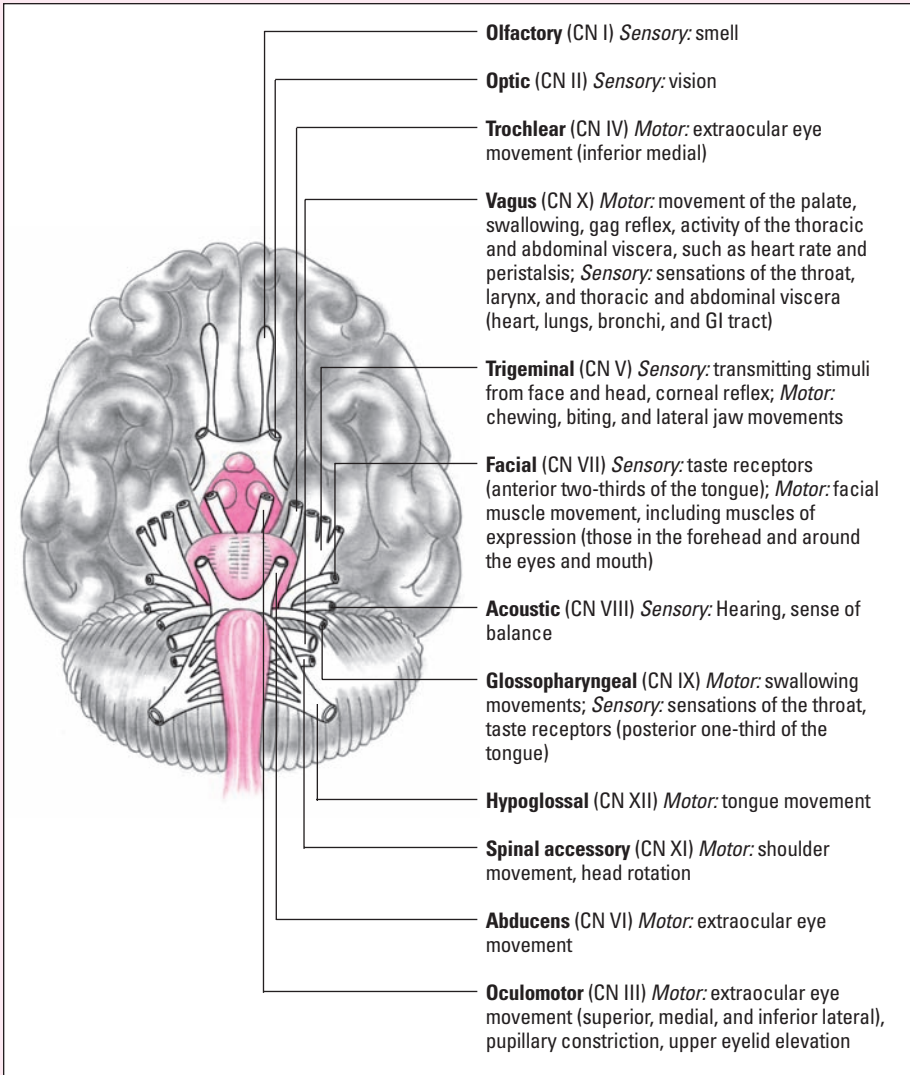 Olfactory (CN I) Sensory: smell
Optic (CN II) Sensory: vision
Trochlear (CN IV) Motor: extraocular eye
movement (inferior medial)
Vagus (CN X) Motor: movement of the palate,
swallowing, gag reflex, activity of the thoracic
and abdominal viscera, such as heart rate and
peristalsis; Sensory: sensations of the throat,
larynx, and thoracic and abdominal viscera
(heart, lungs, bronchi, and GI tract)
Trigeminal (CN V) Sensory: transmitting stimuli
from face and head, corneal reflex; Motor:
chewing, biting, and lateral jaw movements
Facial (CN VII) Sensory: taste receptors
(anterior two-thirds of the tongue); Motor: facial
muscle movement, including muscles of
expression (those in the forehead and around
the eyes and mouth)
Acoustic (CN VIII) Sensory: Hearing, sense of
balance
Glossopharyngeal (CN IX) Motor: swallowing
movements; Sensory: sensations of the throat,
taste receptors (posterior one-third of the
tongue)
Hypoglossal (CN XII) Motor: tongue movement
Spinal accessory (CN XI) Motor: shoulder
movement, head rotation
Abducens (CN VI) Motor: extraocular eye
movement
Oculomotor (CN III) Motor: extraocular eye
movement (superior, medial, and inferior lateral),
pupillary constriction, upper eyelid elevation